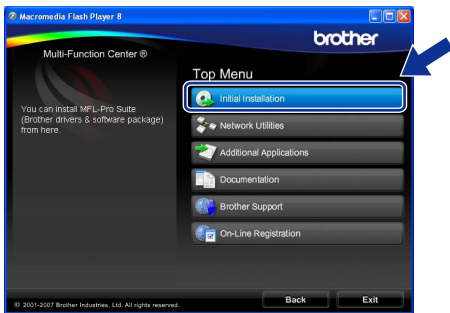 Macromedia Flash Player 8
brother
Multi-Function Center ®
Top Menu
You can install MFL-Pro Suite
(Brother drivers & software package)
from here.
Initial Installation
Network Utilities
Additional Applications
Documentation
Brother Support
On-Line Registration
© 2001-2007 Brother Industries, Ltd. All rights reserved.
Back
Exit